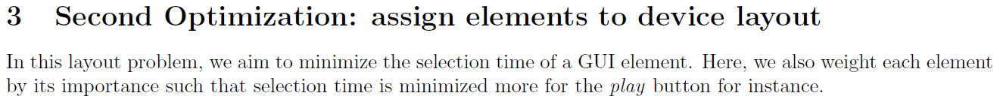 3 Second Optimization: assign elements to device layout
In this layout problem, we aim to minimize the selection time of a GUI element. Here, we also weight each element
by its importance such that selection time is minimized more for the play button for instance.